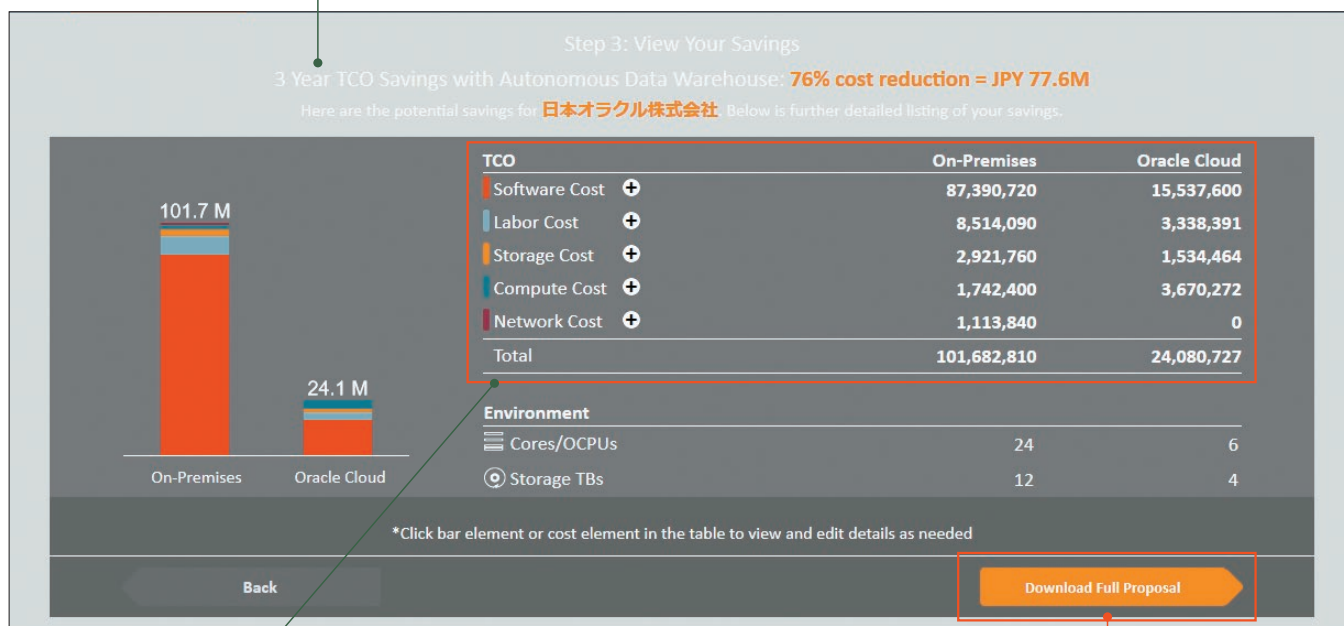 Step 3: View Your Savings
3 Year TCO Savings with Autonomous Data Warehouse: 76% cost reduction = JPY 77.6M
Here are the potential savings for 日本オラクル株式会社. Below is further detailed listing of your savings.
101.7 M
24.1 M
On-Premises Oracle Cloud
TCO On-Premises Oracle Cloud
Software Cost 87,390,720 15,537,600
Labor Cost 8,514,090 3,338,391
Storage Cost 2,921,760 1,534,464
Compute Cost 1,742,400 3,670,272
Network Cost 1,113,840 0
Total 101,682,810 24,080,727
Environment
Cores/OCPUs 24 6
Storage TBs 12 4
*Click bar element or cost element in the table to view and edit details as needed
Back
Download Full Proposal